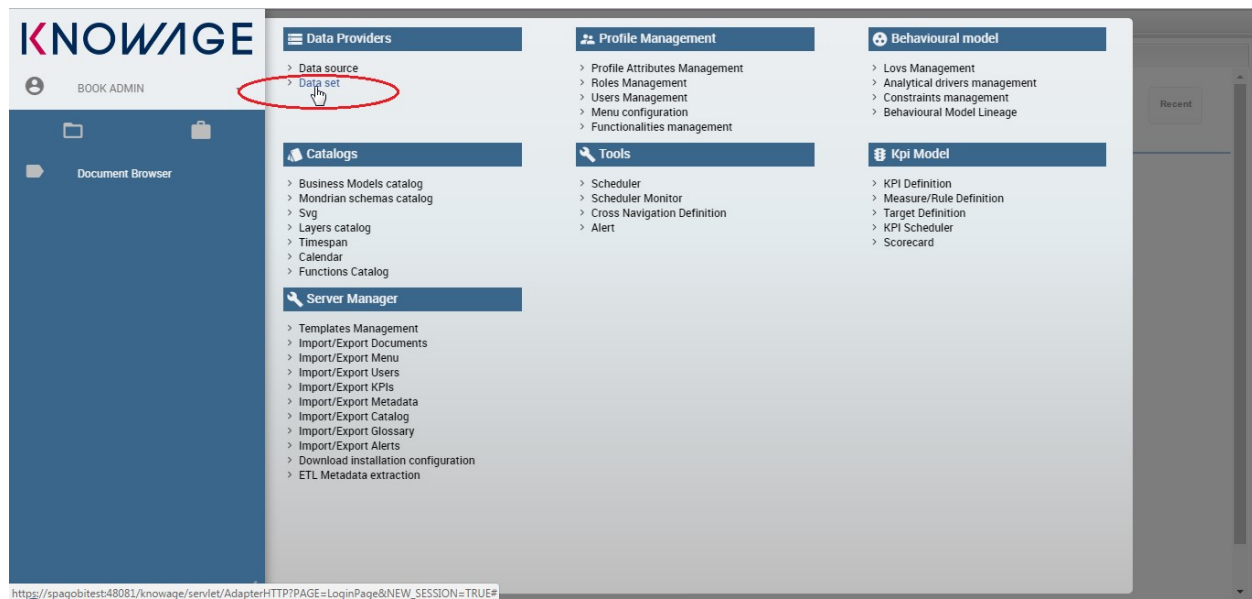 KNOWAGE
BOOK ADMIN
Document Browser
Data Providers
> Data source
> Data set
Profile Management
> Profile Attributes Management
> Roles Management
> Users Management
> Menu configuration
> Functionalities management
Behavioural model
> Lovs Management
> Analytical drivers management
> Constraints management
> Behavioural Model Lineage
Recent
Catalogs
> Business Models catalog
> Mondrian schemas catalog
> Svg
> Layers catalog
> Timespan
> Calendar
> Functions Catalog
Tools
> Scheduler
> Scheduler Monitor
> Cross Navigation Definition
> Alert
Kpi Model
> KPI Definition
> Measure/Rule Definition
> Target Definition
> KPI Scheduler
> Scorecard
Server Manager
> Templates Management
> Import/Export Documents
> Import/Export Menu
> Import/Export Users
> Import/Export KPIs
> Import/Export Metadata
> Import/Export Catalog
> Import/Export Glossary
> Import/Export Alerts
> Download installation configuration
> ETL Metadata extraction
https://spagobitest:48081/knowage/servlet/AdapterHTTP?PAGE=LoginPage&NEW_SESSION=TRUE#